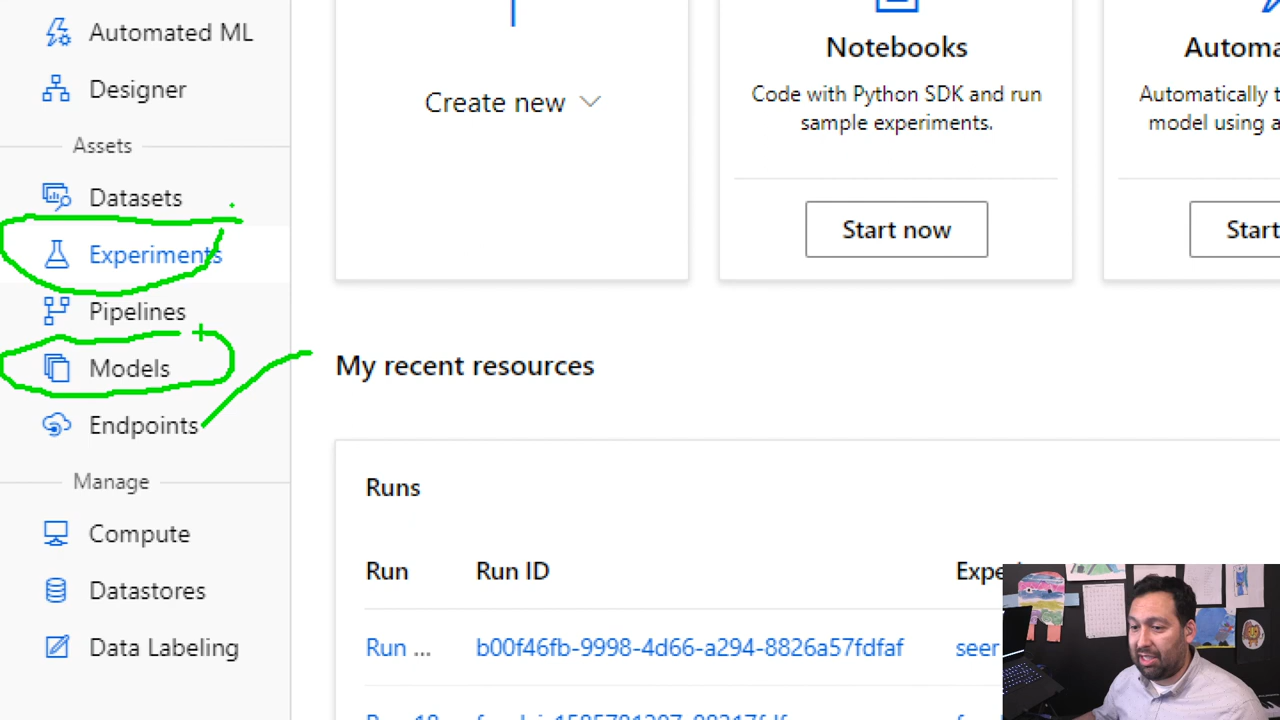 Automated ML
Designer
Assets
Datasets
Experiments
Pipelines
Models
Endpoints
Manage
Compute
Datastores
Data Labeling
Create new
Notebooks
Code with Python SDK and run
sample experiments.
Start now
Automa
Automatically t
model using a
Start
My recent resources
Runs
Run Run ID Expe
Run ... b00f46fb-9998-4d66-a294-8826a57fdfaf seer